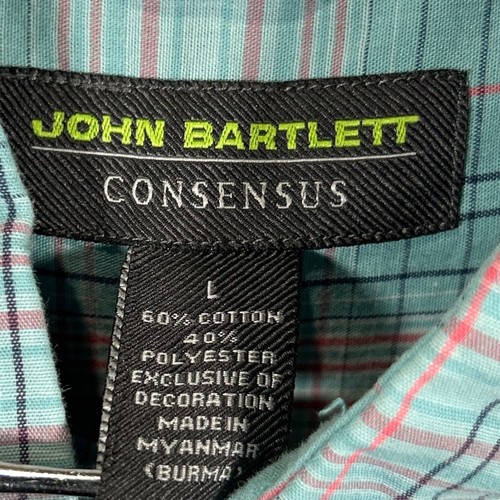 JOHN BARTLETT
CONSENSUS
L
60% COTTON
40%
POLYESTER
EXCLUSIVE OF
DECORATION
MADE IN
MYANMAR
(BURMA)